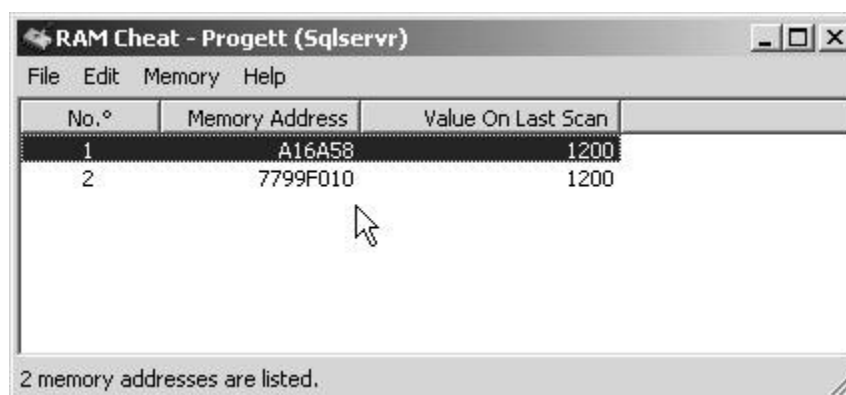 RAM Cheat - Progett (Sqlservr)
File Edit Memory Help
No.° Memory Address Value On Last Scan
1 A16A58 1200
2 7799F010 1200
2 memory addresses are listed.